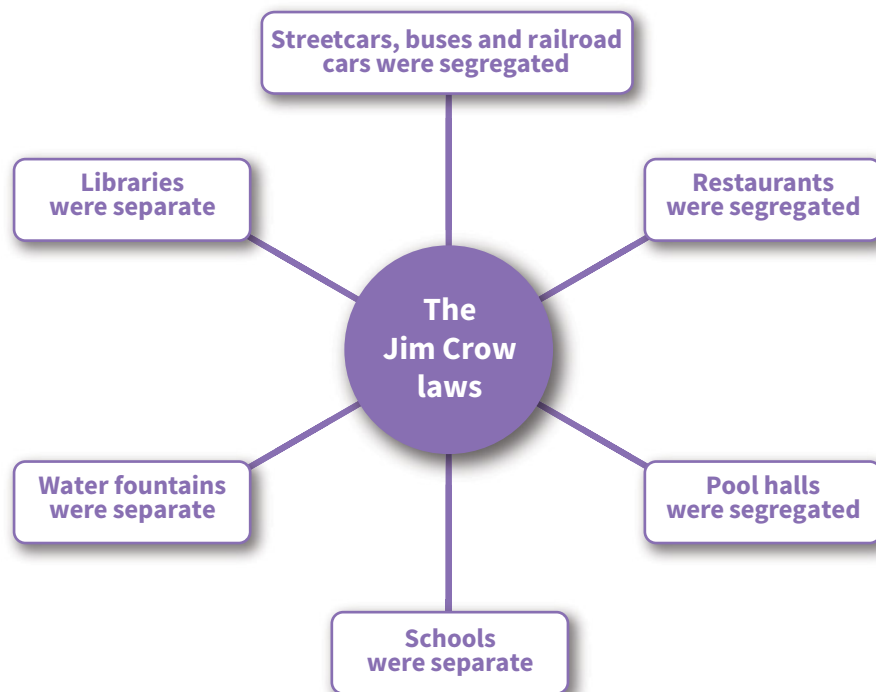 Streetcars, buses and railroad
cars were segregated
Libraries
were separate
Restaurants
were segregated
The
Jim Crow
laws
Water fountains
were separate
Pool halls
were segregated
Schools
were separate